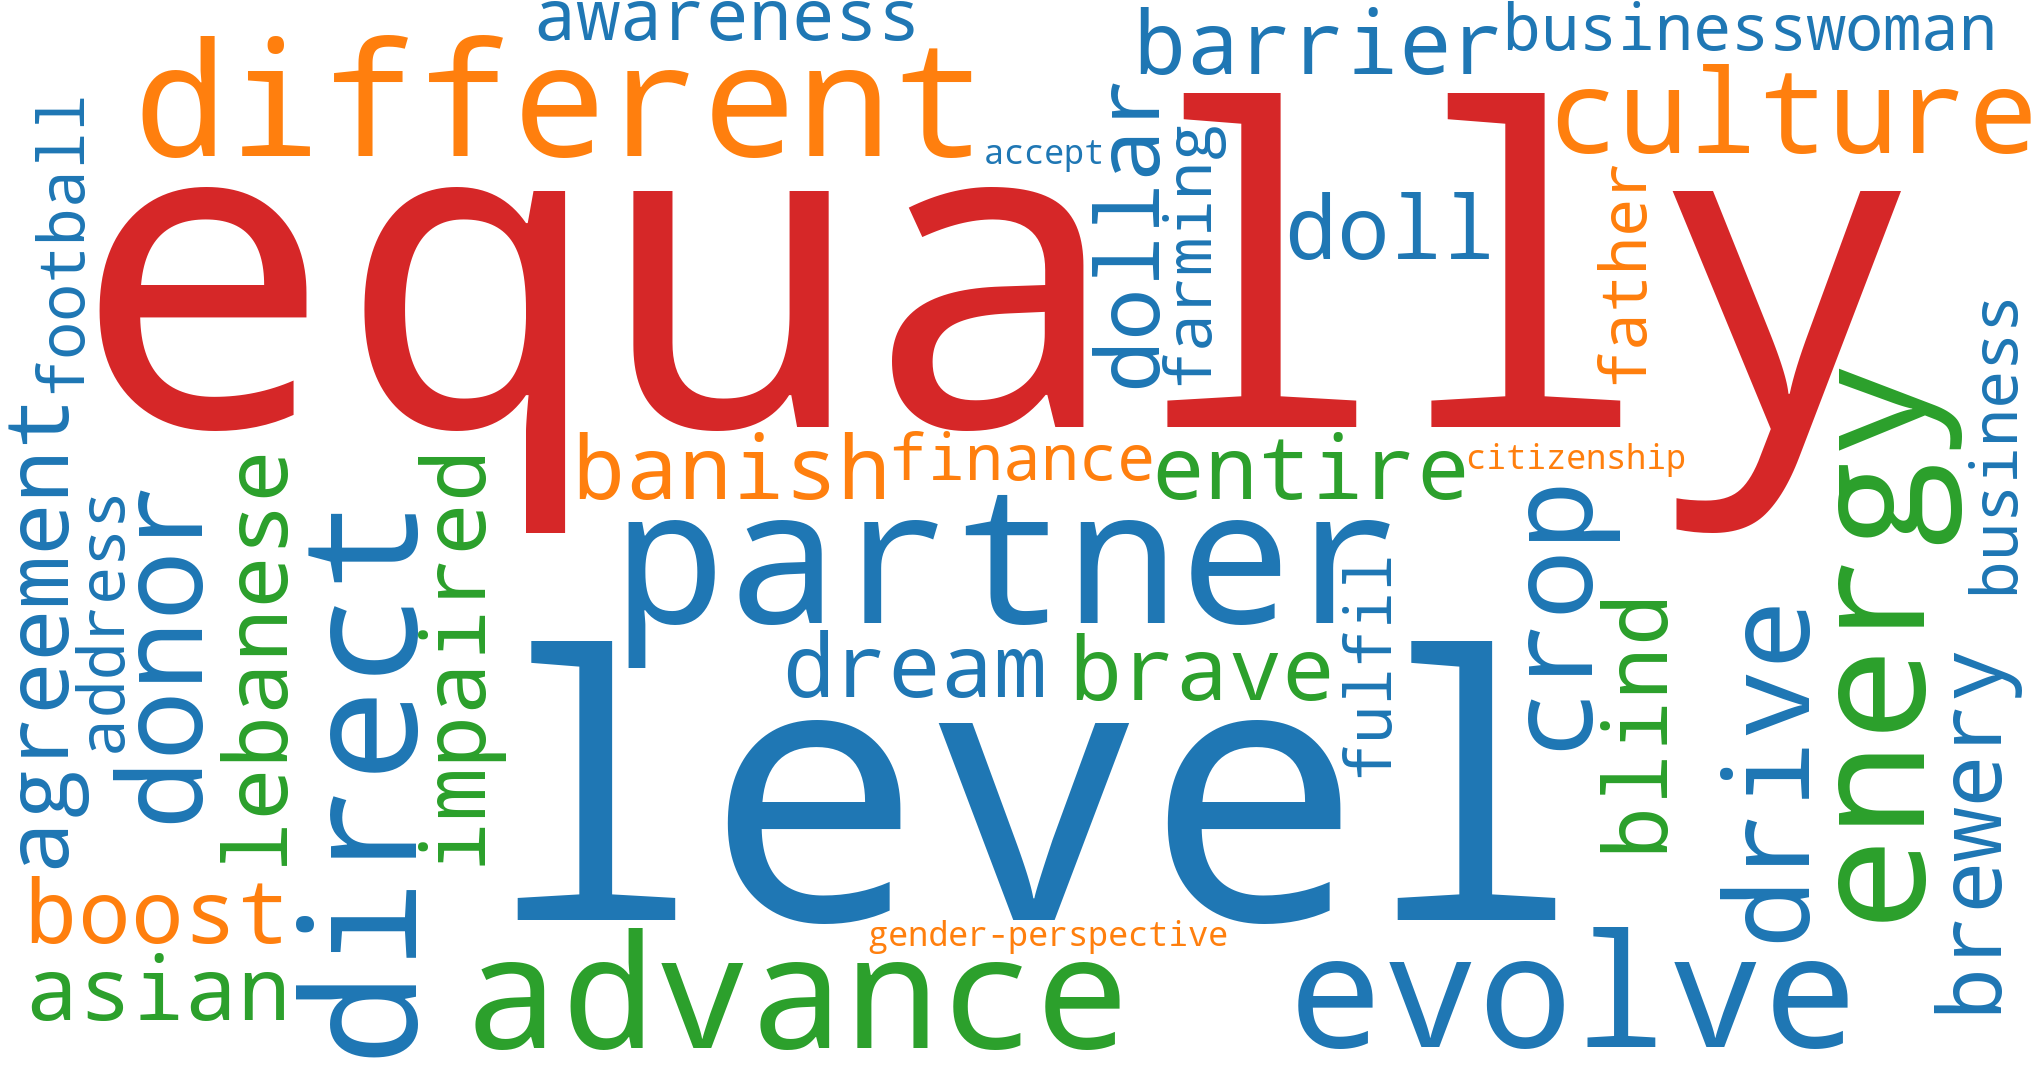 awareness
barrier
businesswoman
different
culture
football
accept
dollar
farming
doll
father
equally
business
agreement
banish
finance
entire
citizenship
energy
address
donor
lebanese
direct
impaired
partner
fulfil
crop
blind
drive
brewery
dream
brave
level
boost
gender-perspective
asian
advance
evolve